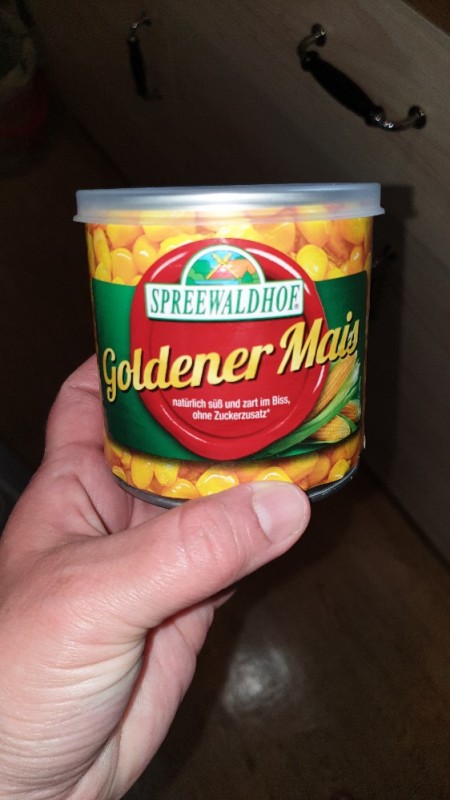 SPREEWALDHOF®
Goldener Mais
natürlich süß und zart im Biss,
ohne Zuckerzusatz*